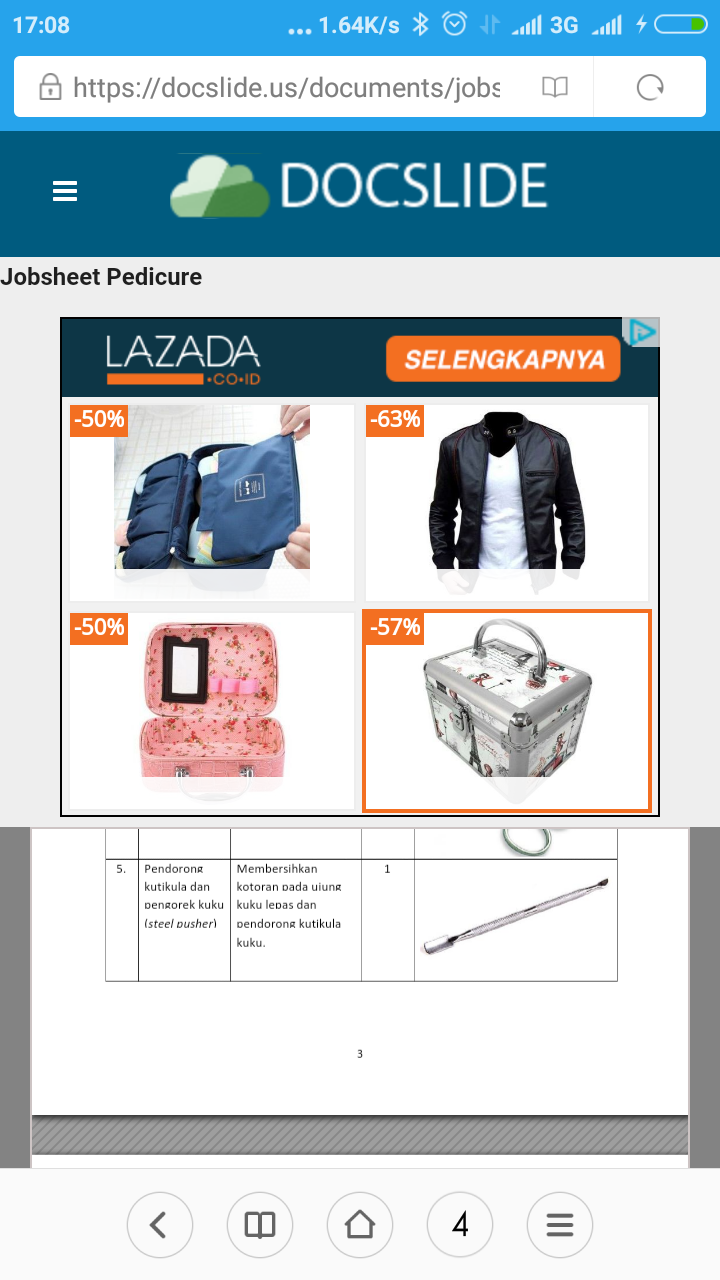 17:08
... 1.64K/s 3G
https://docslide.us/documents/jobs
DOCSLIDE
Jobsheet Pedicure
LAZADA
.CO.ID
SELENGKAPNYA
-50%
-63%
-50%
-57%
5. Pendorong Membersihkan 1
kutikula dan kotoran pada ujung
pengorek kuku kuku lepas dan
(steel pusher) pendorong kutikula
kuku.
3
4